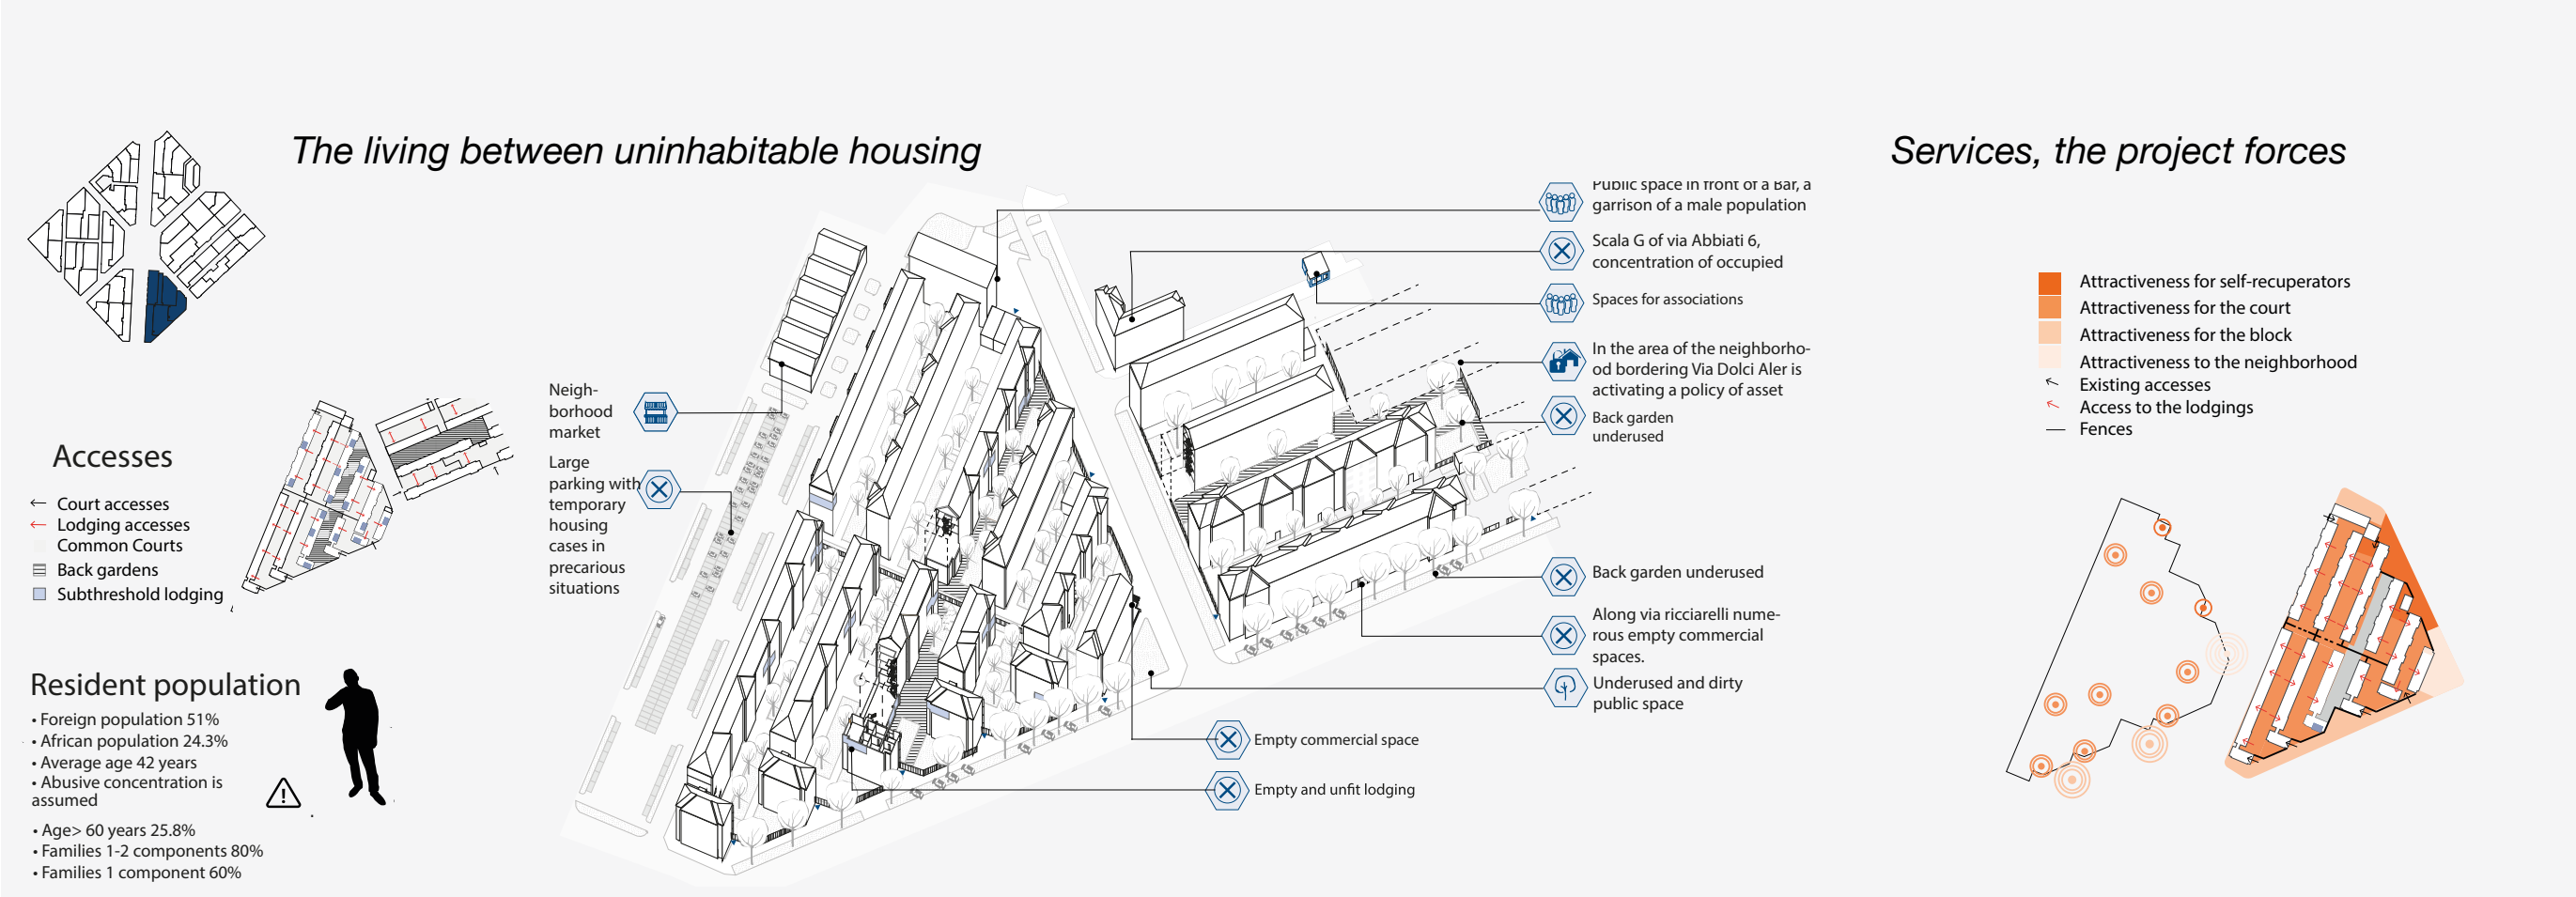 The living between uninhabitable housing
Services, the project forces
Public space in front of a Bar, a
garrison of a male population
Scala G of via Abbiati 6,
concentration of occupied
Spaces for associations
In the area of the neighborho-
od bordering Via Dolci Aler is
activating a policy of asset
Back garden
underused
Back garden underused
Along via ricciarelli nume-
rous empty commercial
spaces.
Underused and dirty
public space
Empty commercial space
Empty and unfit lodging
Neigh-
borhood
market
Large
parking with
temporary
housing
cases in
precarious
situations
Accesses
Court accesses
Lodging accesses
Common Courts
Back gardens
Subthreshold lodging
Resident population
• Foreign population 51%
• African population 24.3%
• Average age 42 years
• Abusive concentration is
assumed
• Age> 60 years 25.8%
• Families 1-2 components 80%
• Families 1 component 60%
Attractiveness for self-recuperators
Attractiveness for the court
Attractiveness for the block
Attractiveness to the neighborhood
Existing accesses
Access to the lodgings
Fences